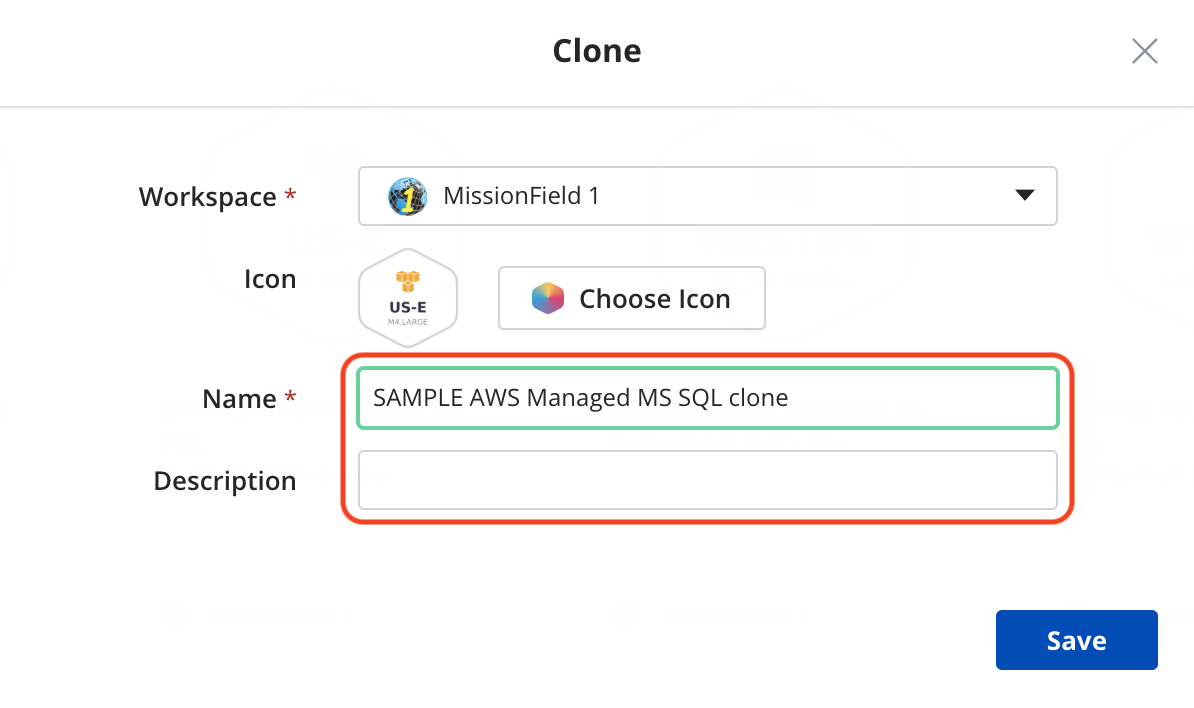 Clone
Workspace *
1 MissionField 1
Icon
US-E
M4.LARGE
Choose Icon
Name *
SAMPLE AWS Managed MS SQL clone
Description
Save